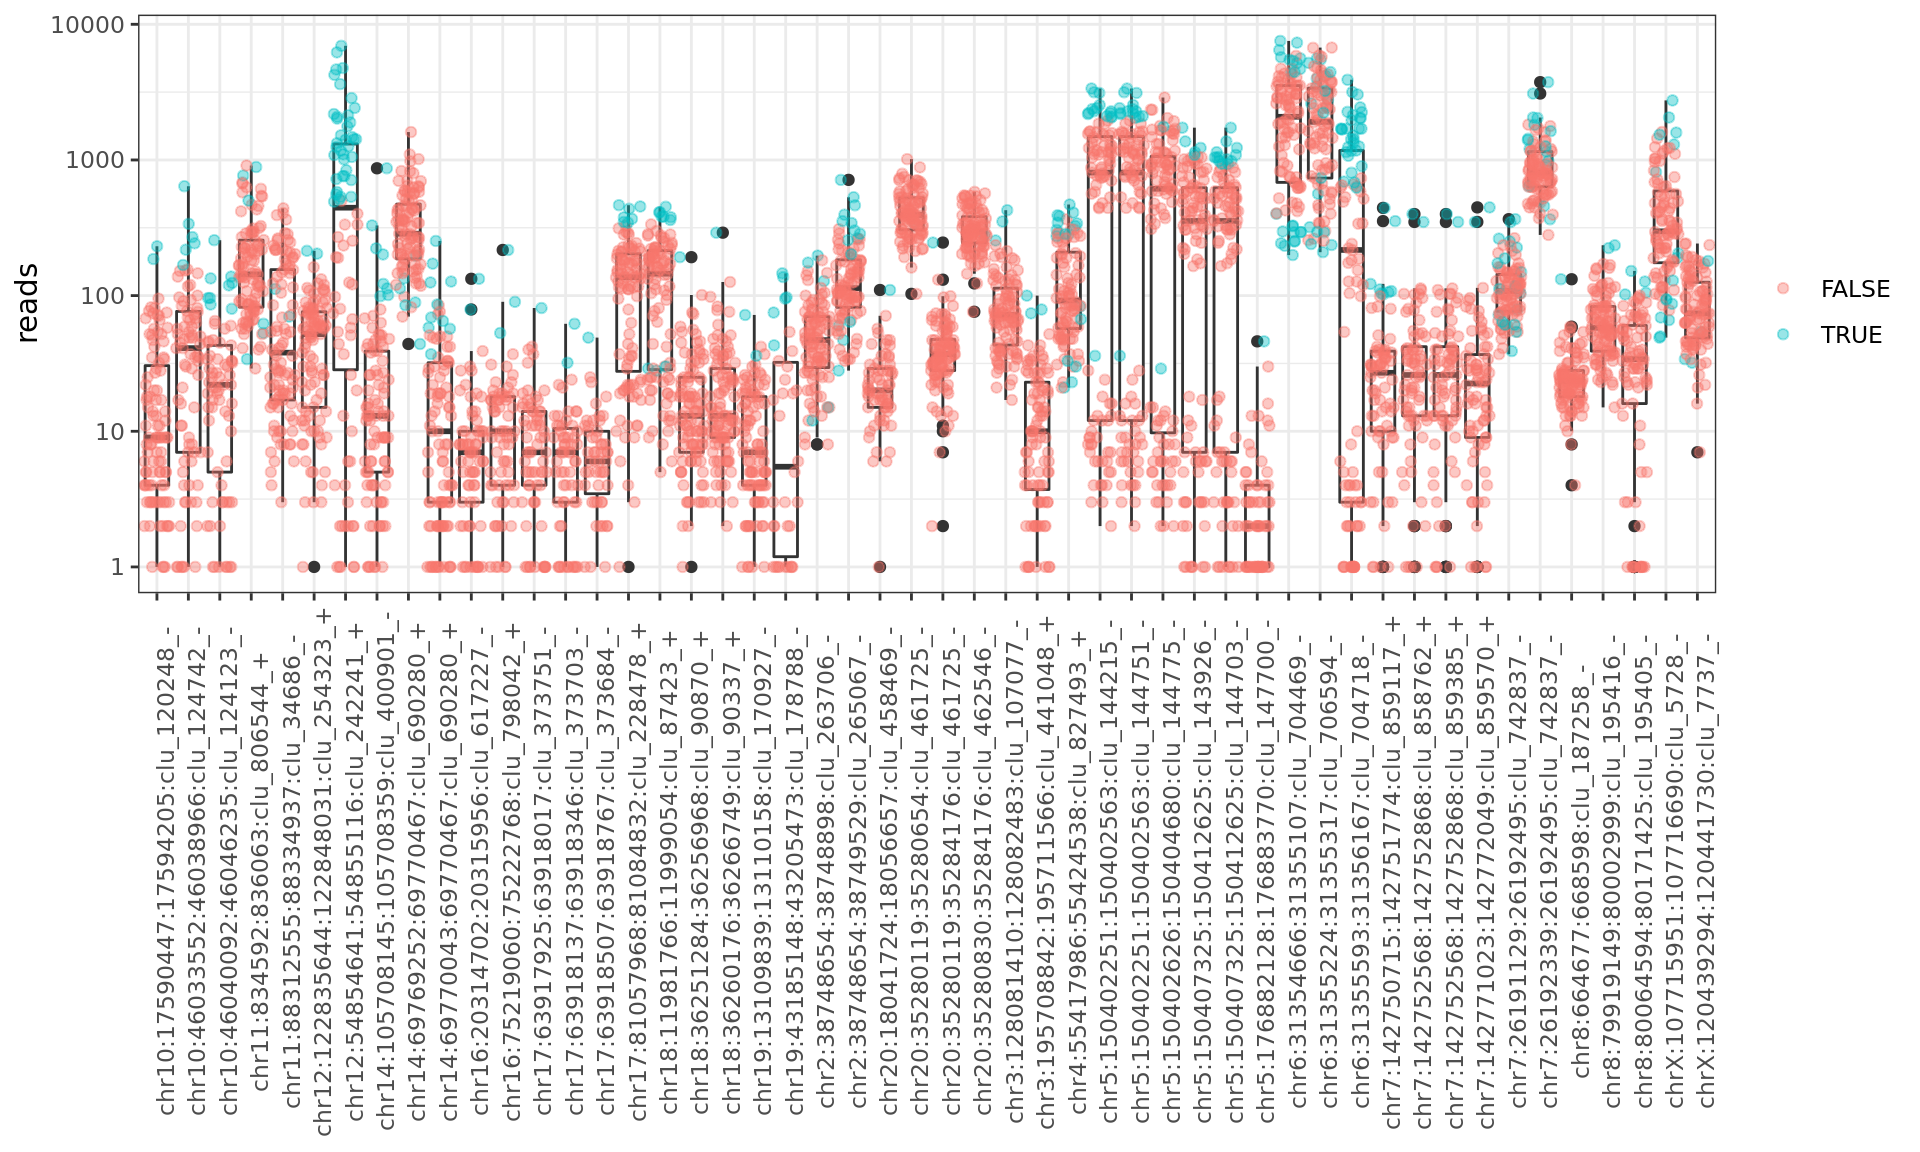 10000
1000
100
10
1
reads
FALSE
TRUE
chr10:17590447:17594205:clu_120248_-
chr10:46033552:46038966:clu_124742_-
chr10:46040092:46046235:clu_124123_-
chr11:834592:836063:clu_806544_+
chr11:88312555:88334937:clu_34686_-
chr12:122835644:122848031:clu_254323_+
chr12:54854641:54855116:clu_242241_+
chr14:105708145:105708359:clu_400901_-
chr14:69769252:69770467:clu_690280_+
chr14:69770043:69770467:clu_690280_+
chr16:20314702:20315956:clu_617227_-
chr16:75219060:75222768:clu_798042_+
chr17:63917925:63918017:clu_373751_-
chr17:63918137:63918346:clu_373703_-
chr17:63918507:63918767:clu_373684_-
chr17:81057968:81084832:clu_228478_+
chr18:11981766:11999054:clu_87423_+
chr18:36251284:36256968:clu_90870_+
chr18:36260176:36266749:clu_90337_+
chr19:13109839:13110158:clu_170927_-
chr19:43185148:43205473:clu_178788_-
chr2:38748654:38748898:clu_263706_-
chr2:38748654:38749529:clu_265067_-
chr20:18041724:18056657:clu_458469_-
chr20:35280119:35280654:clu_461725_-
chr20:35280119:35284176:clu_461725_-
chr20:35280830:35284176:clu_462546_-
chr3:128081410:128082483:clu_107077_-
chr3:195708842:195711566:clu_441048_+
chr4:55417986:55424538:clu_827493_+
chr5:150402251:150402563:clu_144215_-
chr5:150402251:150402563:clu_144751_-
chr5:150402626:150404680:clu_144775_-
chr5:150407325:150412625:clu_143926_-
chr5:150407325:150412625:clu_144703_-
chr5:176882128:176883770:clu_147700_-
chr6:31354666:31355107:clu_704469_-
chr6:31355224:31355317:clu_706594_-
chr6:31355593:31356167:clu_704718_-
chr7:142750715:142751774:clu_859117_+
chr7:142752568:142752868:clu_858762_+
chr7:142752568:142752868:clu_859385_+
chr7:142771023:142772049:clu_859570_+
chr7:26191129:26192495:clu_742837_-
chr7:26192339:26192495:clu_742837_-
chr8:664677:668598:clu_187258_-
chr8:79919149:80002999:clu_195416_-
chr8:80064594:80171425:clu_195405_-
chrX:107715951:107716690:clu_5728_-
chrX:120439294:120441730:clu_7737_-